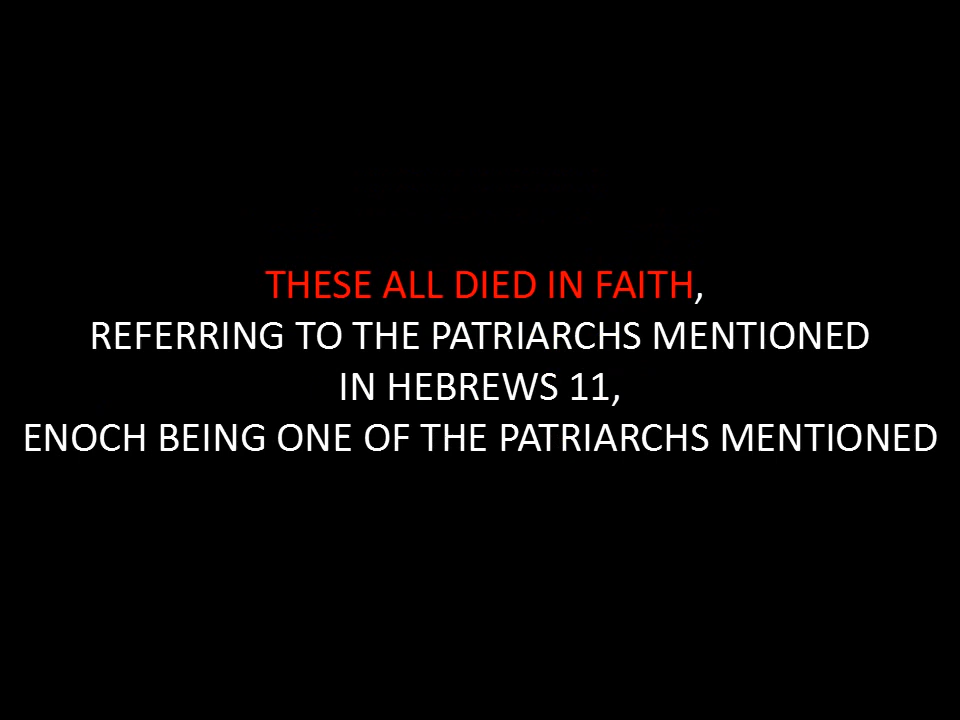 THESE ALL DIED IN FAITH,
REFERRING TO THE PATRIARCHS MENTIONED
IN HEBREWS 11,
ENOCH BEING ONE OF THE PATRIARCHS MENTIONED